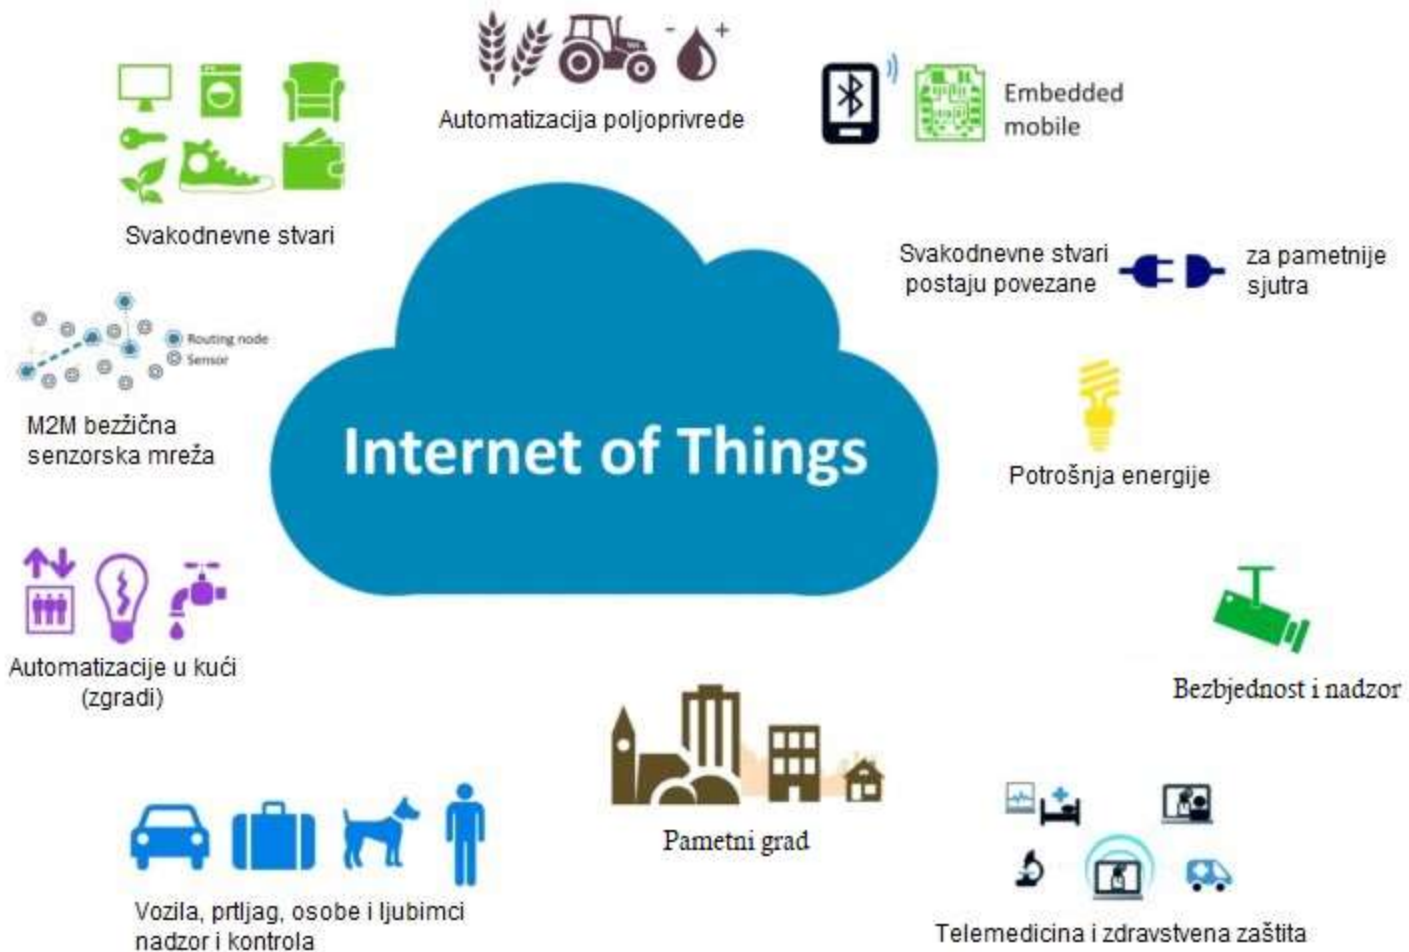 Automatizacija poljoprivrede
Embedded
mobile
Svakodnevne stvari
Svakodnevne stvari
postaju povezane
za pametnije
sjutra
Routing node
Sensor
M2M bezžična
senzorska mreža
Internet of Things
Potrošnja energije
Automatizacije u kući
(zgradi)
Bezbjednost i nadzor
Pametni grad
Vozila, prtljag, osobe i ljubimci
nadzor i kontrola
Telemedicina i zdravstvena zaštita